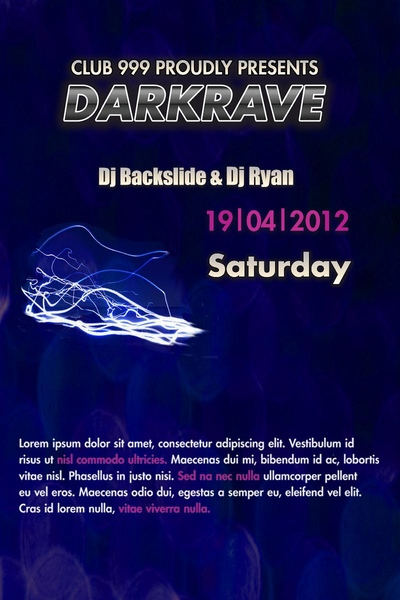 CLUB 999 PROUDLY PRESENTS
DARKRAVE
Dj Backslide & Dj Ryan
19|04|2012
Saturday
Lorem ipsum dolor sit amet, consectetur adipiscing elit. Vestibulum id
risus ut nisl commodo ultricies. Maecenas dui mi, bibendum id ac, lobortis
vitae nisl. Phasellus in justo nisi. Sed na nec nulla ullamcorper pellent
eu vel eros. Maecenas odio dui, egestas a semper eu, eleifend vel elit.
Cras id lorem nulla, vitae viverra nulla.